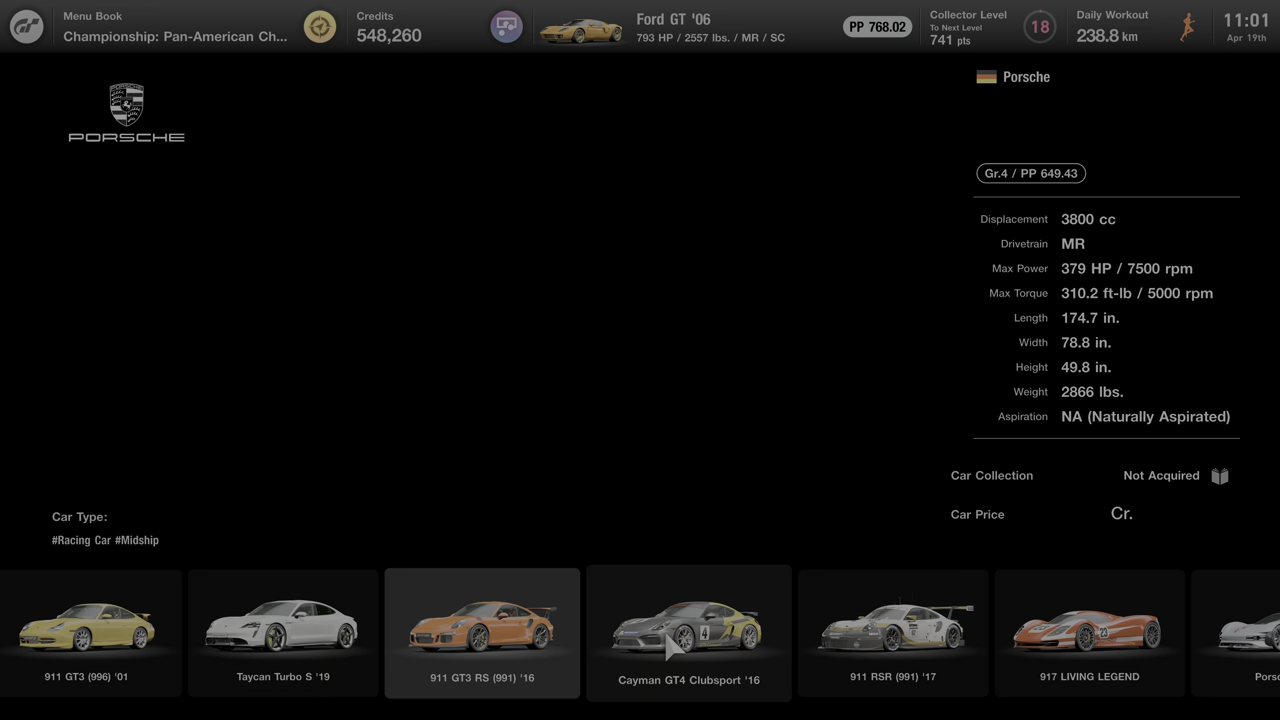 Menu Book
Championship: Pan-American Ch...
Credits
548,260
Ford GT '06
793 HP / 2557 lbs. / MR / SC
PP 768.02
Collector Level
To Next Level
741 pts
18
Daily Workout
238.8 km
11:01
Apr 19th
PORSCHE
Porsche
Gr.4 / PP 649.43
Displacement 3800 cc
Drivetrain MR
Max Power 379 HP / 7500 rpm
Max Torque 310.2 ft-lb / 5000 rpm
Length 174.7 in.
Width 78.8 in.
Height 49.8 in.
Weight 2866 lbs.
Aspiration NA (Naturally Aspirated)
Car Collection Not Acquired
Car Price Cr.
Car Type:
#Racing Car #Midship
911 GT3 (996) '01
Taycan Turbo S '19
911 GT3 RS (991) '16
4
Cayman GT4 Clubsport '16
911 RSR (991) '17
23
917 LIVING LEGEND
Pors